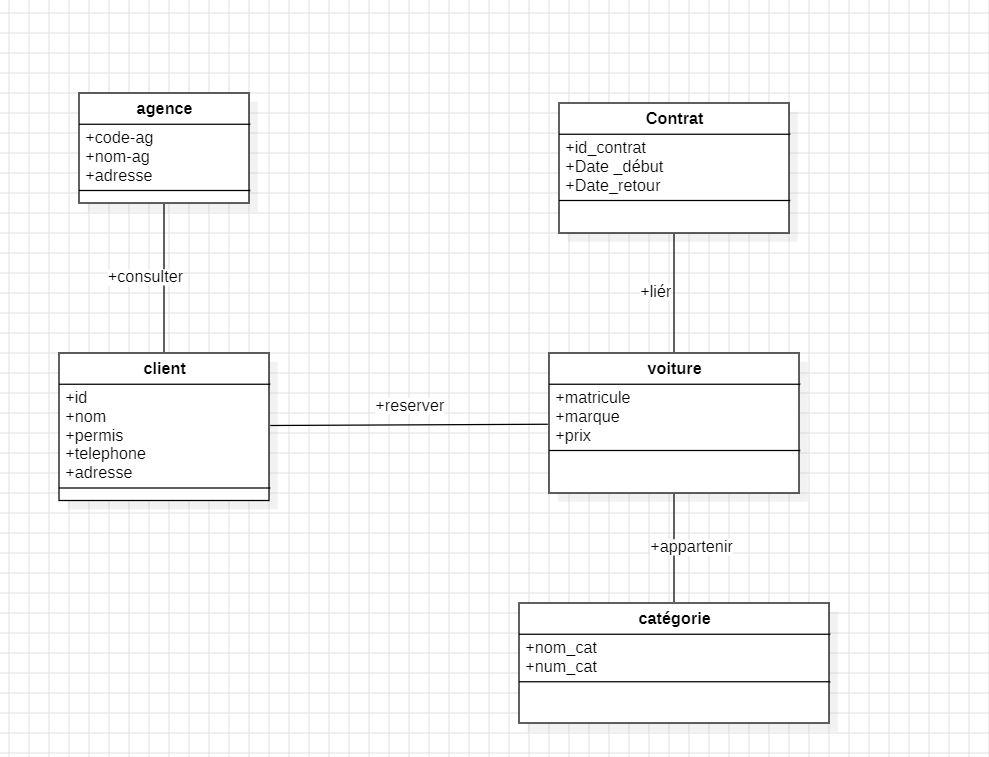 agence
+code-ag
+nom-ag
+adresse
Contrat
+id_contrat
+Date _début
+Date_retour
+consulter
+liér
client
+id
+nom
+permis
+telephone
+adresse
+reserver
voiture
+matricule
+marque
+prix
+appartenir
catégorie
+nom_cat
+num_cat